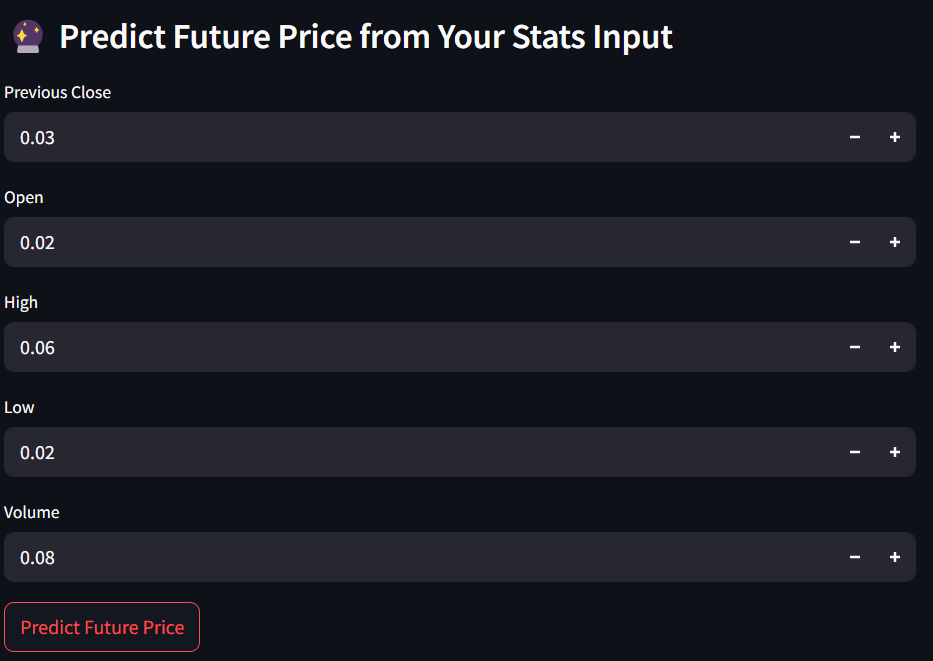 Predict Future Price from Your Stats Input
Previous Close
0.03
Open
0.02
High
0.06
Low
0.02
Volume
0.08
Predict Future Price